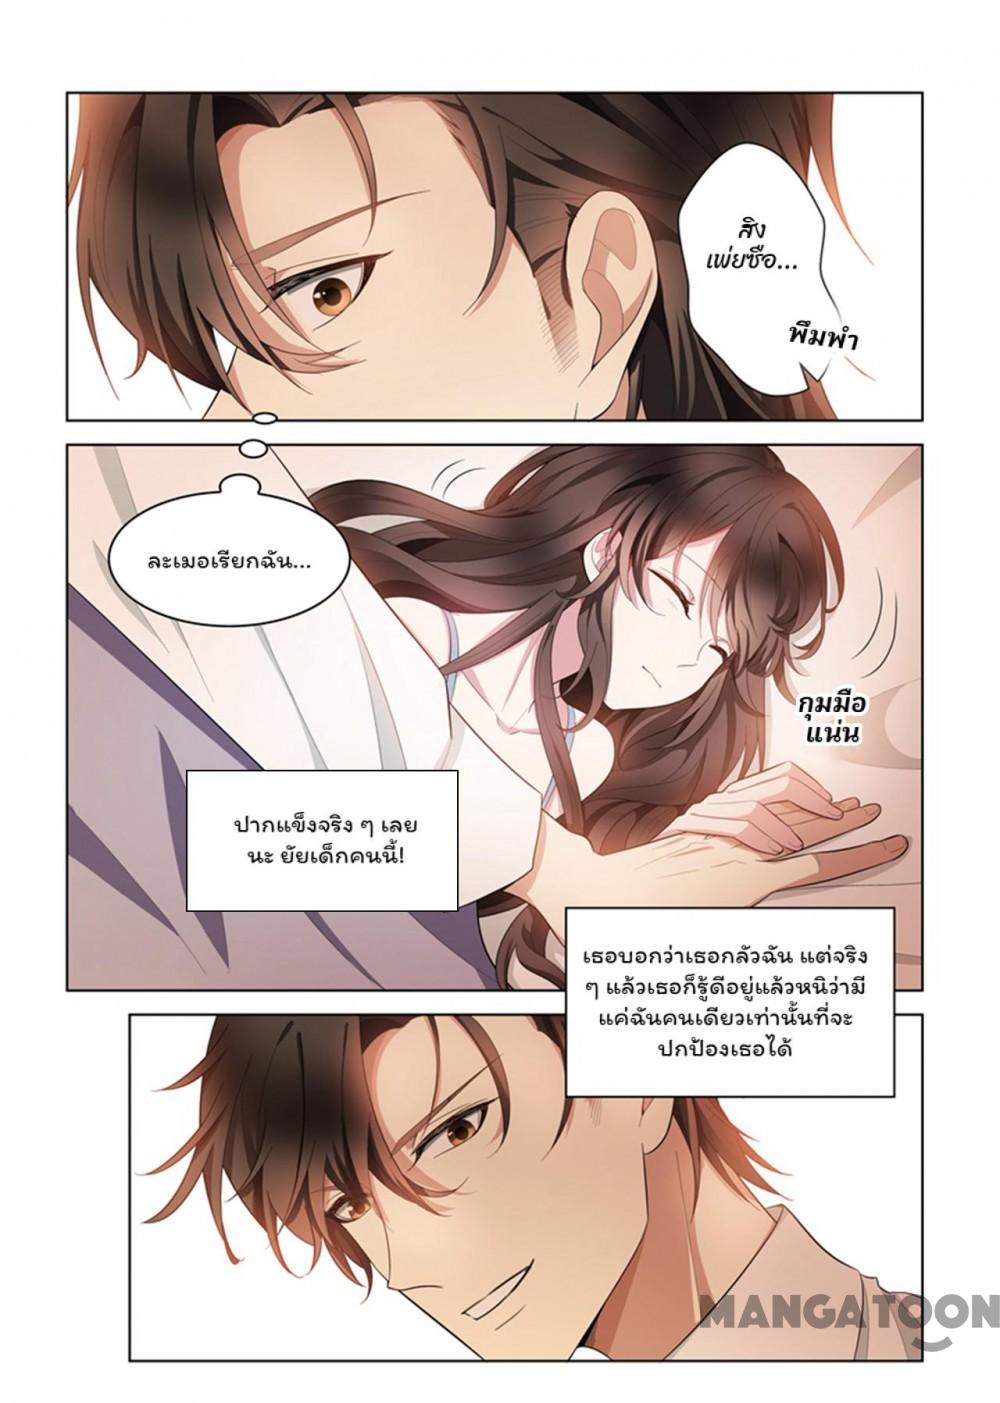 สิง
เพ่ยซือ...
พึมพำ
ละเมอเรียกฉัน...
กุมมือ
แน่น
ปากแข็งจริง ๆ เลย
นะ ยัยเด็กคนนี้!
เธอบอกว่าเธอกลัวฉัน แต่จริง
ๆ แล้วเธอก็รู้ดีอยู่แล้วหนิว่ามี
แค่ฉันคนเดียวเท่านั้นที่จะ
ปกป้องเธอได้
MANGATOON